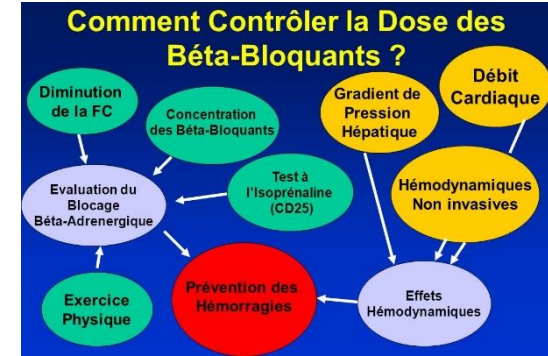 Comment Contrôler la Dose des
Béta-Bloquants ?
Diminution
de la FC
Concentration
des Béta-Bloquants
Gradient de
Pression
Hépatique
Débit
Cardiaque
Evaluation du
Blocage
Béta-Adrenergique
Test à
l'Isoprénaline
(CD25)
Hémodynamiques
Non invasives
Exercice
Physique
Prévention des
Hémorragies
Effets
Hémodynamiques